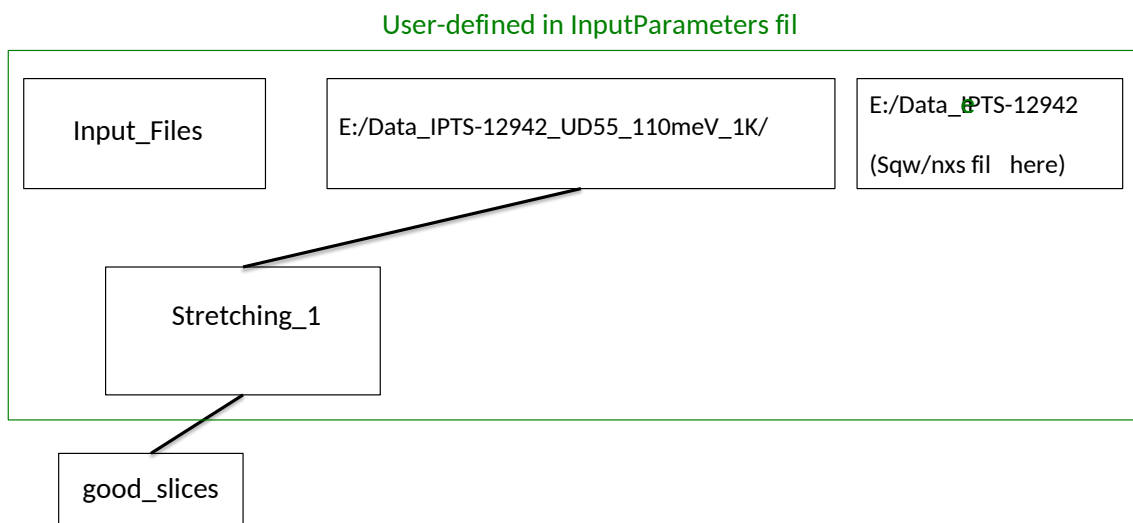 User-defined in InputParameters fil
Input_Files
E:/Data_IPTS-12942_UD55_110meV_1K/
E:/Data_IPTS-12942
(Sqw/nxs fil here)
Stretching_1
good_slices